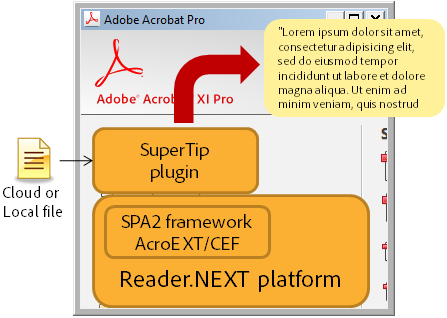 Adobe Acrobat Pro
"Lorem ipsum dolor sit amet,
consectetur adipisicing elit,
sed do eiusmod tempor
incididunt ut labore et dolore
magna aliqua. Ut enim ad
minim veniam, quis nostrud
Adobe® Acrobat XI Pro
SuperTip
plugin
Cloud or
Local file
SPA2 framework
AcroEXT/CEF
Reader.NEXT platform